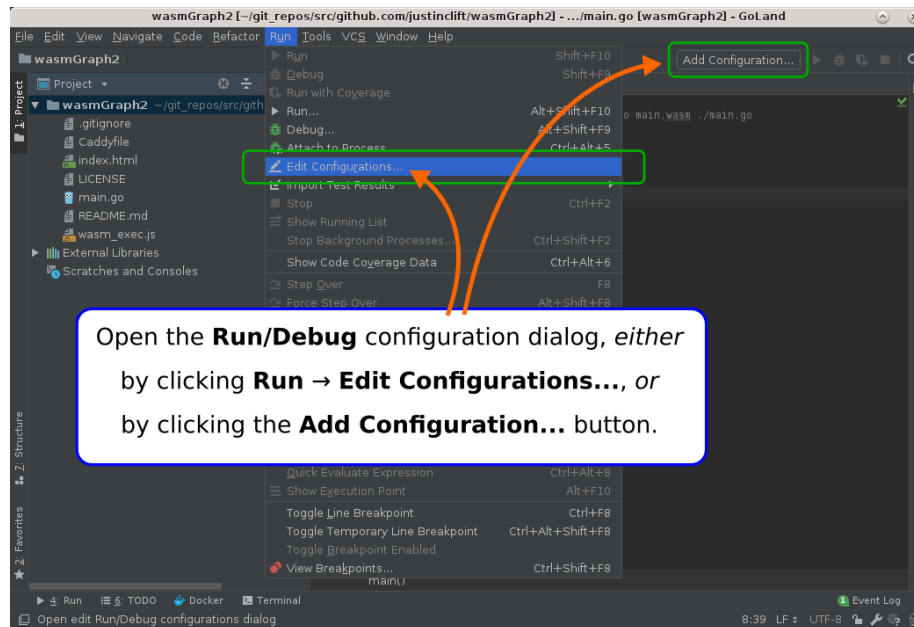 wasmGraph2 [~/git_repos/src/github.com/justinclift/wasmGraph2] - .../main.go [wasmGraph2] - GoLand
File Edit View Navigate Code Refactor Run Tools VCS Window Help
wasmGraph2
Add Configuration...
1: Project
Project
wasmGraph2 ~/git_repos/src/gith
.gitignore
Caddyfile
index.html
LICENSE
main.go
README.md
wasm_exec.js
External Libraries
Scratches and Consoles
Run Shift+F10
Debug Shift+F9
Run with Coverage
Run... Alt+Shift+F10
Debug... Alt+Shift+F9
Attach to Process... Ctrl+Alt+5
Edit Configurations...
Import Test Results
Stop Ctrl+F2
Show Running List
Stop Background Processes... Ctrl+Shift+F2
Show Code Coverage Data Ctrl+Alt+6
Step Over F8
Force Step Over Alt+Shift+F8
o main.wasm ./main.go
Open the Run/Debug configuration dialog, either
by clicking Run → Edit Configurations..., or
by clicking the Add Configuration... button.
Quick Evaluate Expression Ctrl+Alt+8
Show Execution Point Alt+F10
Toggle Line Breakpoint Ctrl+F8
Toggle Temporary Line Breakpoint Ctrl+Alt+Shift+F8
Toggle Breakpoint Enabled
View Breakpoints... Ctrl+Shift+F8
main()
7: Structure
2: Favorites
4: Run 6: TODO Docker Terminal
1 Event Log
Open edit Run/Debug configurations dialog
8:39 LF UTF-8